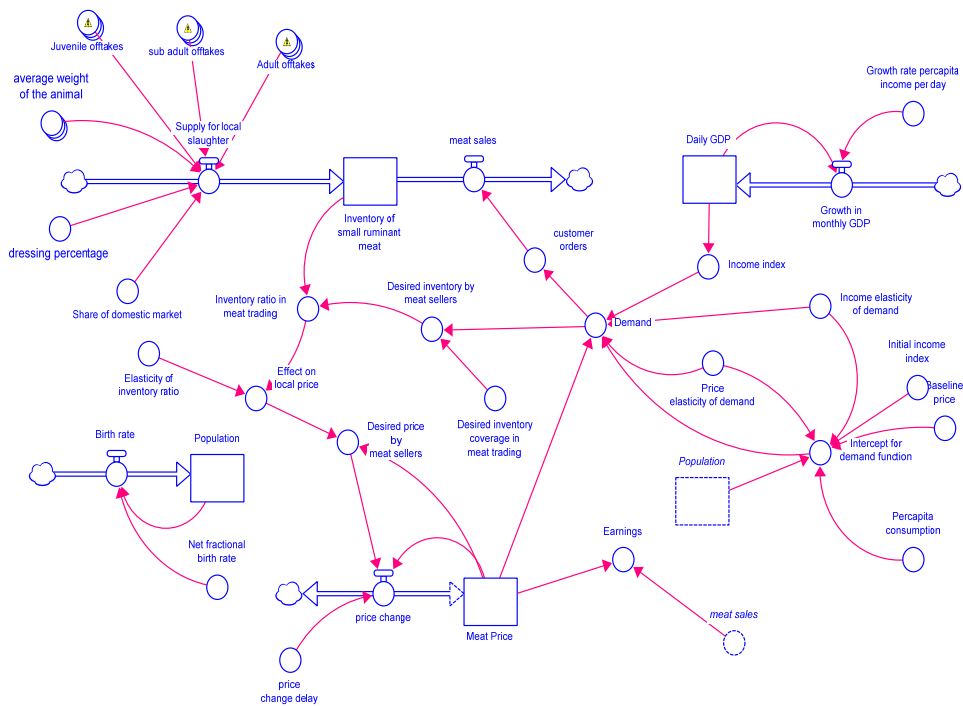 Juvenile offtakes
sub adult offtakes
Adult offtakes
average weight
of the animal
Supply for local
slaughter
meat sales
Growth rate percapita
income per day
Daily GDP
Inventory of
small ruminant
meat
Growth in
monthly GDP
dressing percentage
customer
orders
Income index
Share of domestic market
Inventory ratio in
meat trading
Desired inventory by
meat sellers
Demand
Income elasticity
of demand
Elasticity of
inventory ratio
Effect on
local price
Initial income
index
Baseline
price
Price
elasticity of demand
Desired inventory
coverage in
meat trading
Birth rate
Population
Desired price
by
meat sellers
Intercept for
demand function
Population
Net fractional
birth rate
Earnings
Percapita
consumption
price change
Meat Price
meat sales
price
change delay